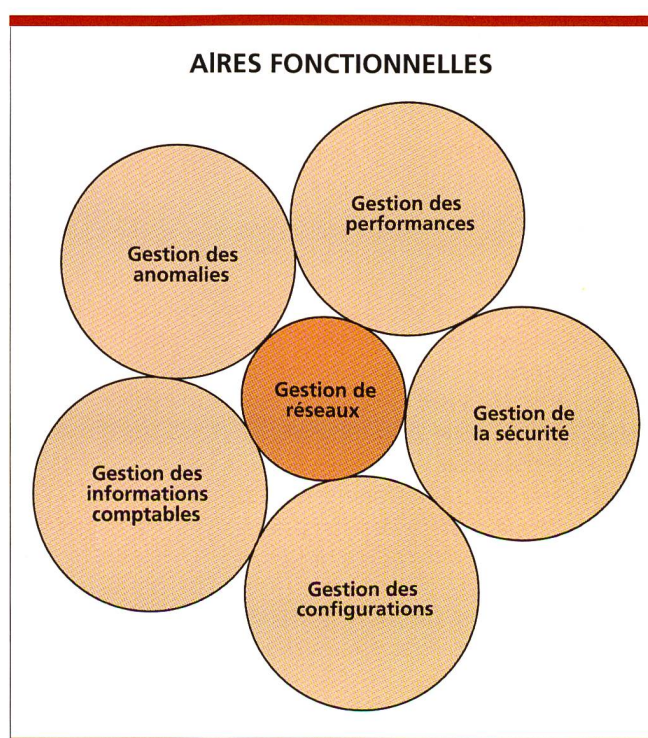 AIRES FONCTIONNELLES
Gestion des
performances
Gestion des
anomalies
Gestion de
réseaux
Gestion de
la sécurité
Gestion des
informations
comptables
Gestion des
configurations